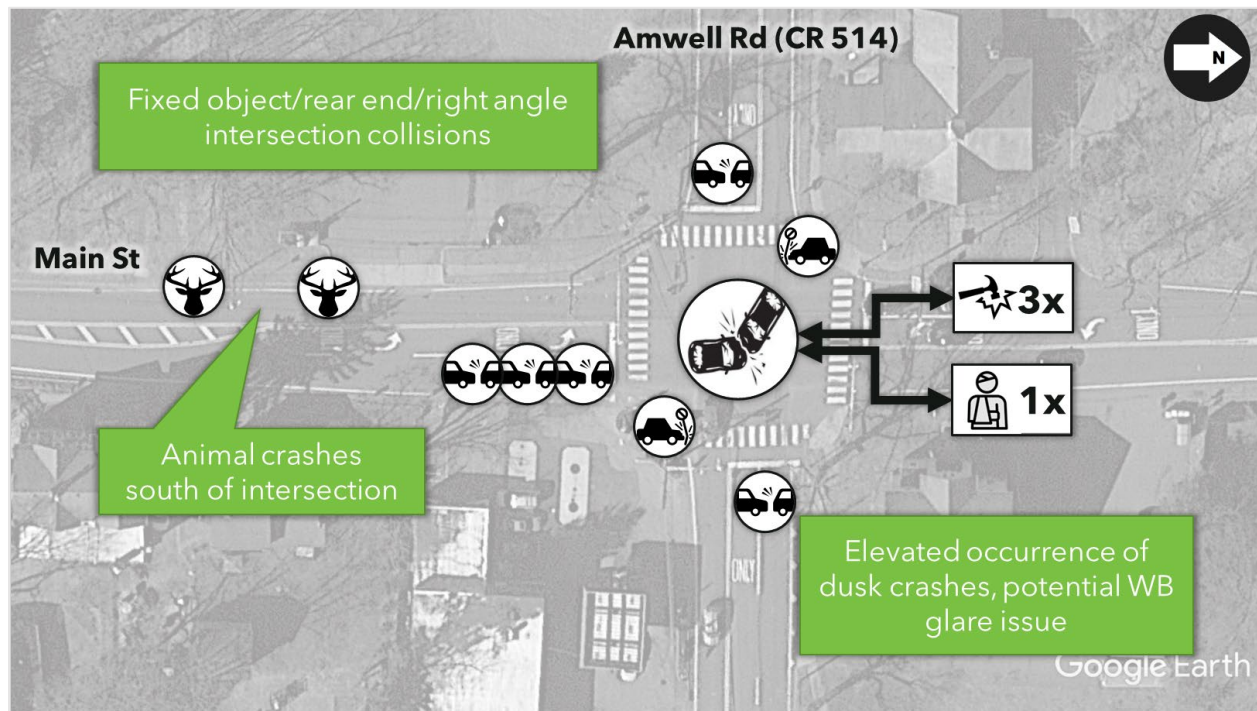 Amwell Rd (CR 514)
N
Fixed object/rear end/right angle
intersection collisions
Main St
3x
1x
Animal crashes
south of intersection
Elevated occurrence of
dusk crashes, potential WB
glare issue
ONLY
Google Earth